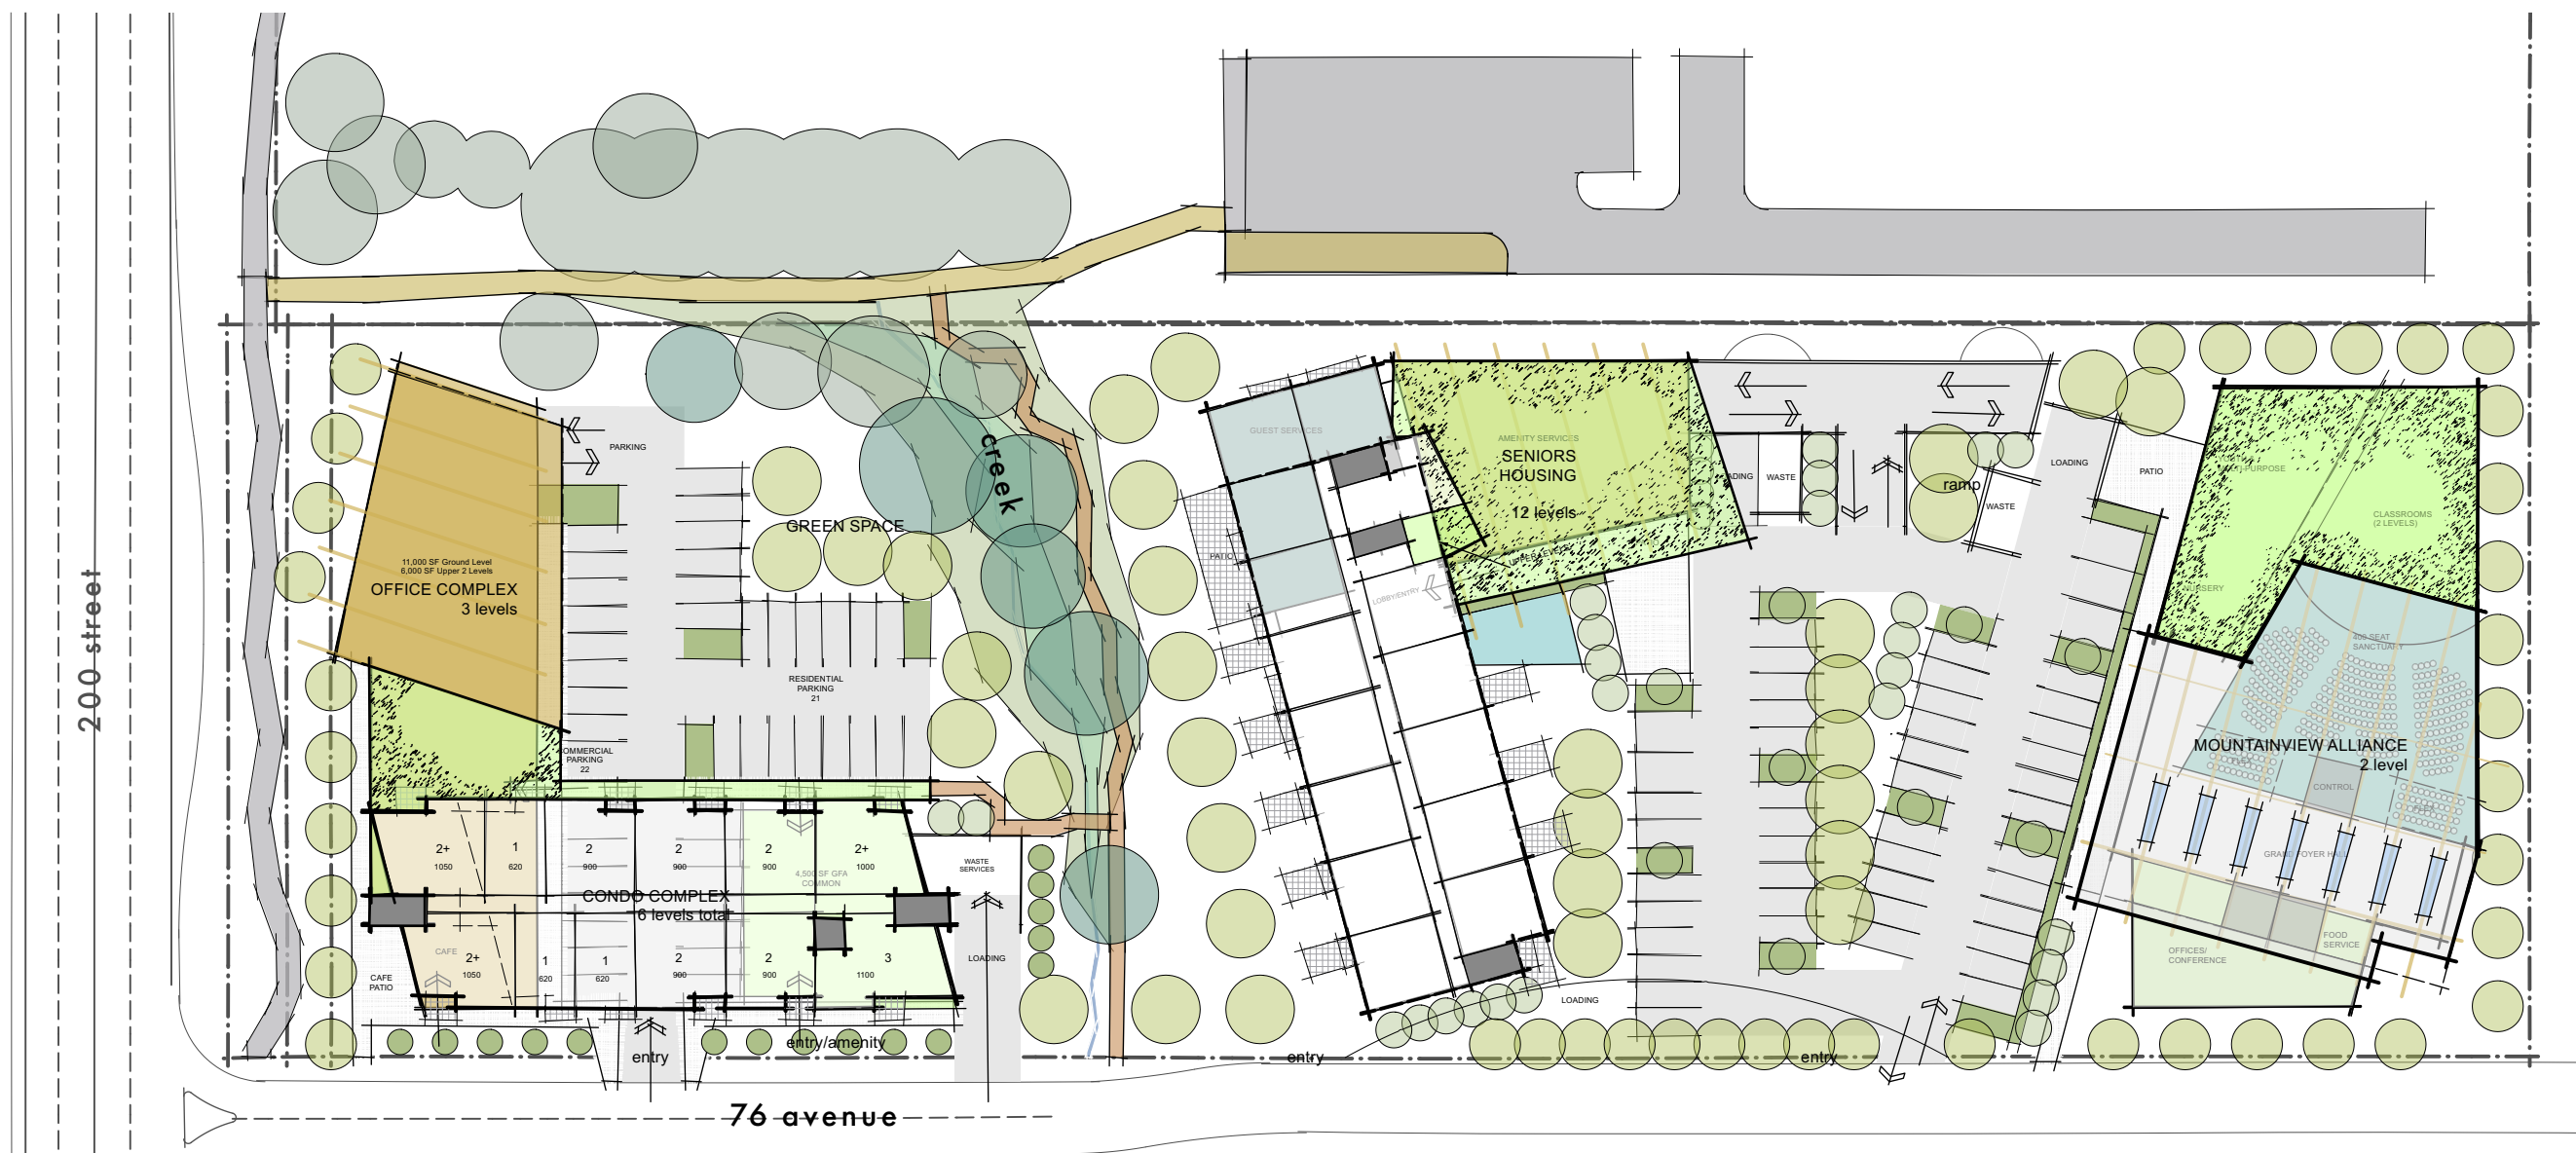 200 street
PARKING
11,000 SF Ground Level
6,000 SF Upper 2 Levels
OFFICE COMPLEX
3 levels
GREEN SPACE
creek
RESIDENTIAL
PARKING
21
PARKING
22
2+
1050
1
620
2
900
2
900
2
900
2+
1000
4,500 SF GFA
COMMON
CONDO COMPLEX
6 levels total
CAFE
2+
1050
1
620
1
620
2
900
2
900
3
1100
CAFE
PATIO
WASTE
SERVICES
LOADING
entry
entry/amenity
76 avenue
GUEST SERVICES
PATIO
AMENITY SERVICES
SENIORS
HOUSING
12 levels
LOBBY/ENTRY
WASTE
ramp
WASTE
LOADING
PATIO
LOADING
entry
entry
CLASSROOMS
(2 LEVELS)
NURSERY
400 SEAT
SANCTUARY
MOUNTAINVIEW ALLIANCE
2 level
CONTROL
GRAND FOYER HALL
FOOD
SERVICE
OFFICES/
CONFERENCE